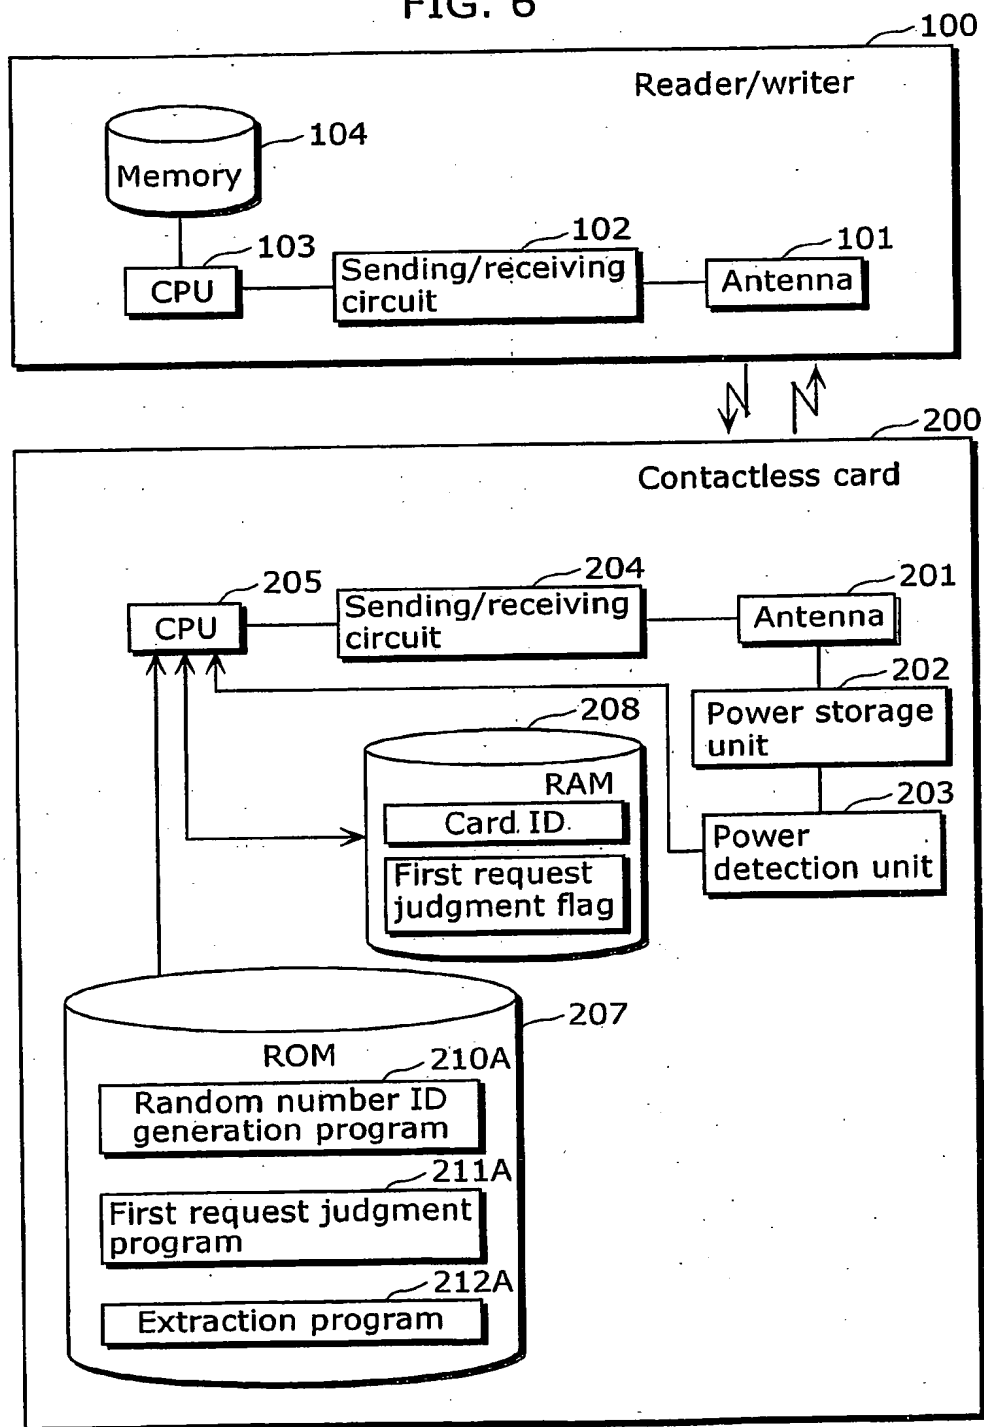 FIG. 6
100
Reader/writer
104
Memory
103
CPU
102
Sending/receiving
circuit
101
Antenna
200
Contactless card
205
CPU
204
Sending/receiving
circuit
201
Antenna
202
Power storage
unit
203
Power
detection unit
208
RAM
Card ID
First request
judgment flag
207
ROM
210A
Random number ID
generation program
211A
First request judgment
program
212A
Extraction program